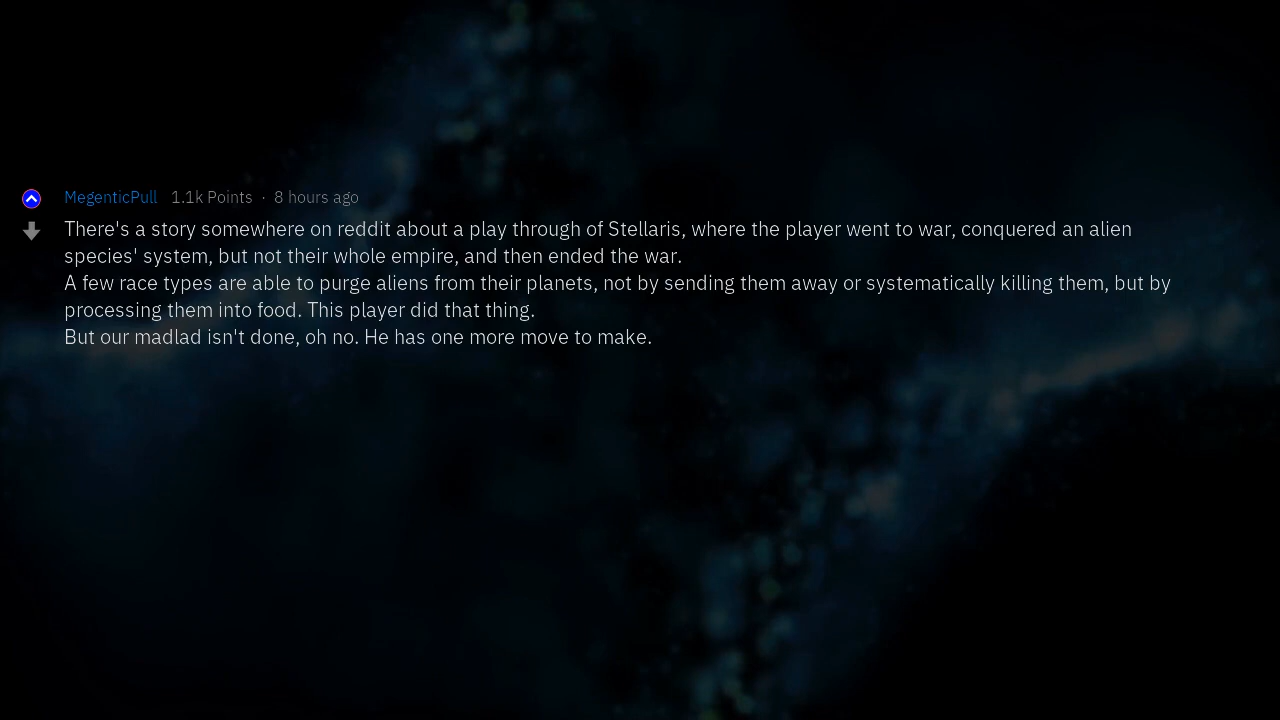 MegenticPull 1.1k Points · 8 hours ago
There's a story somewhere on reddit about a play through of Stellaris, where the player went to war, conquered an alien
species' system, but not their whole empire, and then ended the war.
A few race types are able to purge aliens from their planets, not by sending them away or systematically killing them, but by
processing them into food. This player did that thing.
But our madlad isn't done, oh no. He has one more move to make.